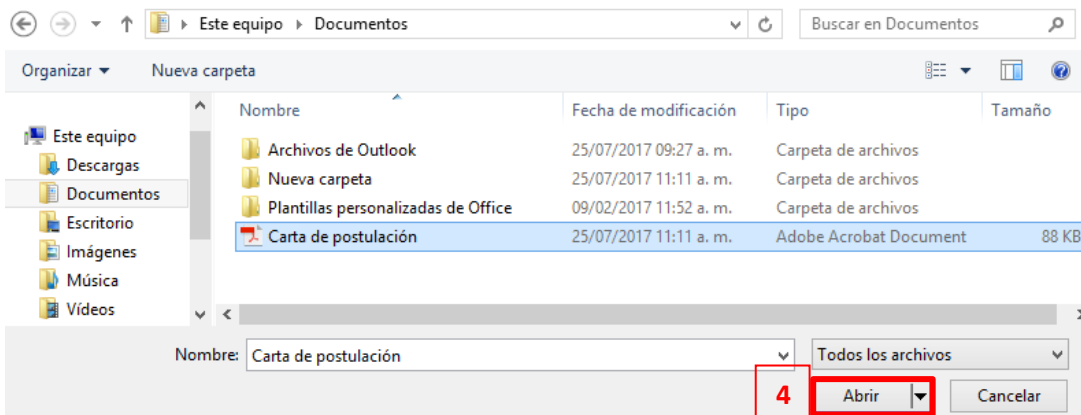 Este equipo ▸ Documentos
Buscar en Documentos
Organizar Nueva carpeta
Nombre Fecha de modificación Tipo Tamaño
Este equipo
Descargas
Documentos
Escritorio
Imágenes
Música
Vídeos
Archivos de Outlook 25/07/2017 09:27 a. m. Carpeta de archivos
Nueva carpeta 25/07/2017 11:11 a. m. Carpeta de archivos
Plantillas personalizadas de Office 09/02/2017 11:52 a. m. Carpeta de archivos
Carta de postulación 25/07/2017 11:11 a. m. Adobe Acrobat Document 88 KB
Nombre: Carta de postulación Todos los archivos
4 Abrir Cancelar